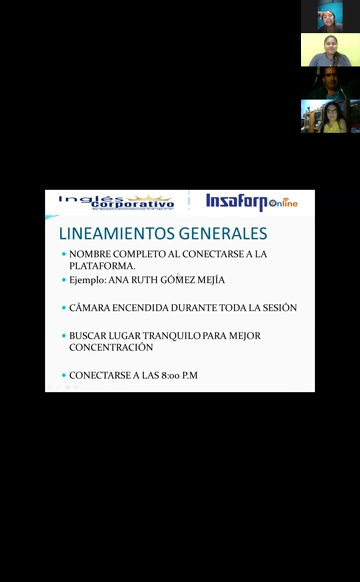 Inglés
Corporativo
Insaforp Online
LINEAMIENTOS GENERALES
NOMBRE COMPLETO AL CONECTARSE A LA
PLATAFORMA.
Ejemplo: ANA RUTH GÓMEZ MEJÍA
CÁMARA ENCENDIDA DURANTE TODA LA SESIÓN
BUSCAR LUGAR TRANQUILO PARA MEJOR
CONCENTRACIÓN
CONECTARSE A LAS 8:00 P.M